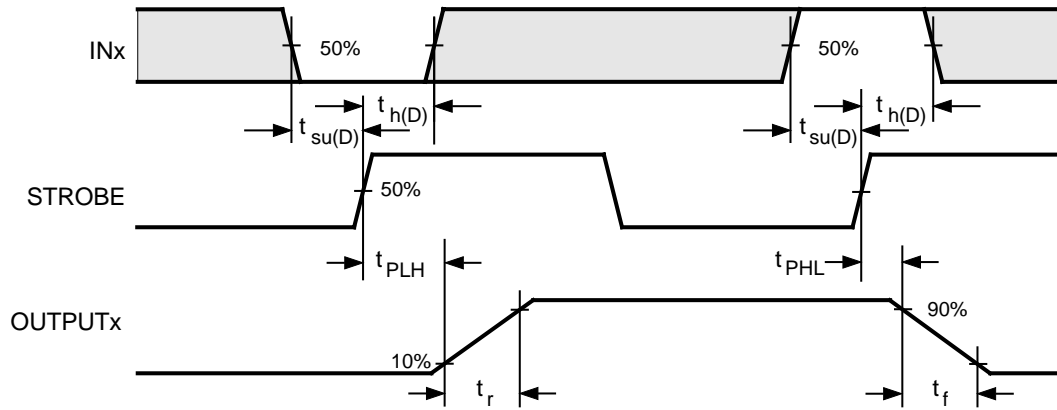 INx
50%
50%
t h(D)
t h(D)
t su(D)
t su(D)
STROBE
50%
t PLH
t PHL
OUTPUTx
90%
10%
t r
t f